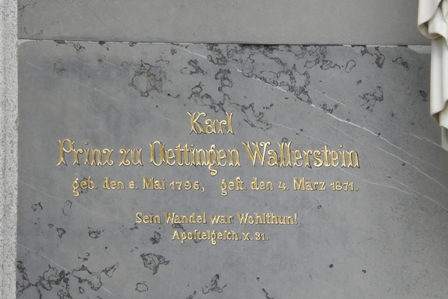 Karl
Prinz zu Oettingen Wallerstein
geb. den 6. Mai 1796, gest. den 4. März 1871.
Sein Wandel war Wohlthun!
Apostelgesch. X. 31.